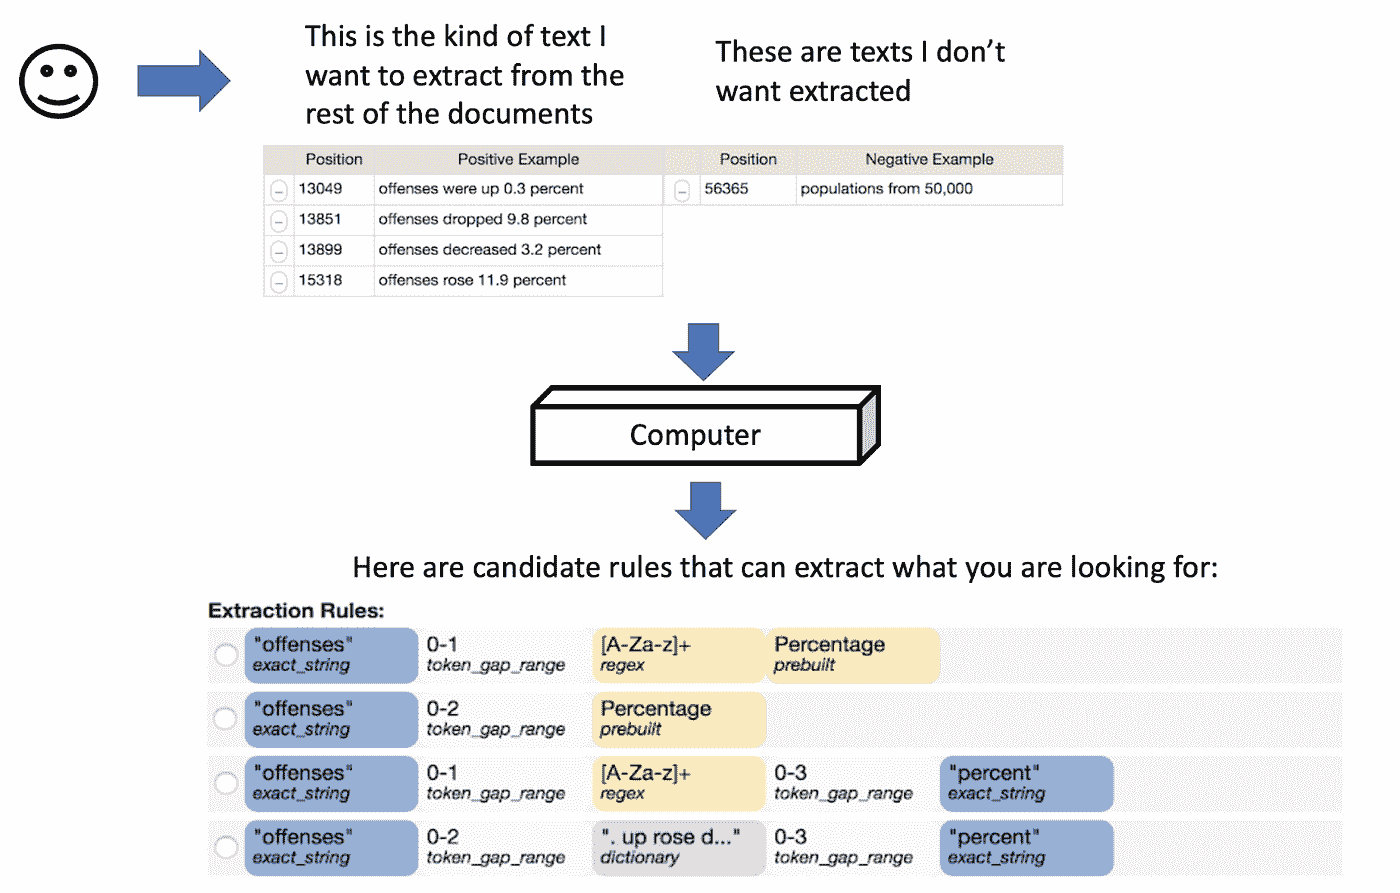 This is the kind of text I
want to extract from the
rest of the documents
These are texts I don’t
want extracted
Position Positive Example Position Negative Example
13049 offenses were up 0.3 percent 56365 populations from 50,000
13851 offenses dropped 9.8 percent
13899 offenses decreased 3.2 percent
15318 offenses rose 11.9 percent
Computer
Here are candidate rules that can extract what you are looking for:
Extraction Rules:
"offenses" 0-1 [A-Za-z]+ Percentage
exact_string token_gap_range regex prebuilt
"offenses" 0-2 Percentage
exact_string token_gap_range prebuilt
"offenses" 0-1 [A-Za-z]+ 0-3 "percent"
exact_string token_gap_range regex token_gap_range exact_string
"offenses" 0-2 ". up rose d..." 0-3 "percent"
exact_string token_gap_range dictionary token_gap_range exact_string